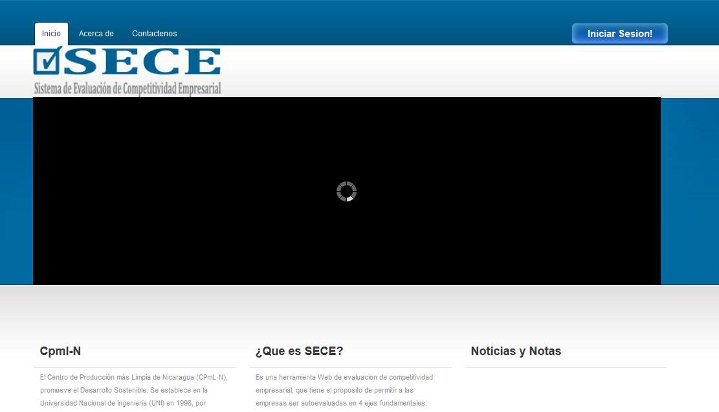 Inicio
Acerca de
Contactenos
Iniciar Sesion!
SECE
Sistema de Evaluación de Competitividad Empresarial
Cpml-N
El Centro de Producción más Limpia de Nicaragua (CPmL-N),
promueve el Desarrollo Sostenible. Se establece en la
Universidad Nacional de Ingeniería (UNI) en 1998, por
¿Que es SECE?
Es una herramienta Web de evaluacion de competitividad
empresarial, que tiene el proposito de permitir a las
empresas ser autoevaluadas en 4 ejes fundamentales:
Noticias y Notas